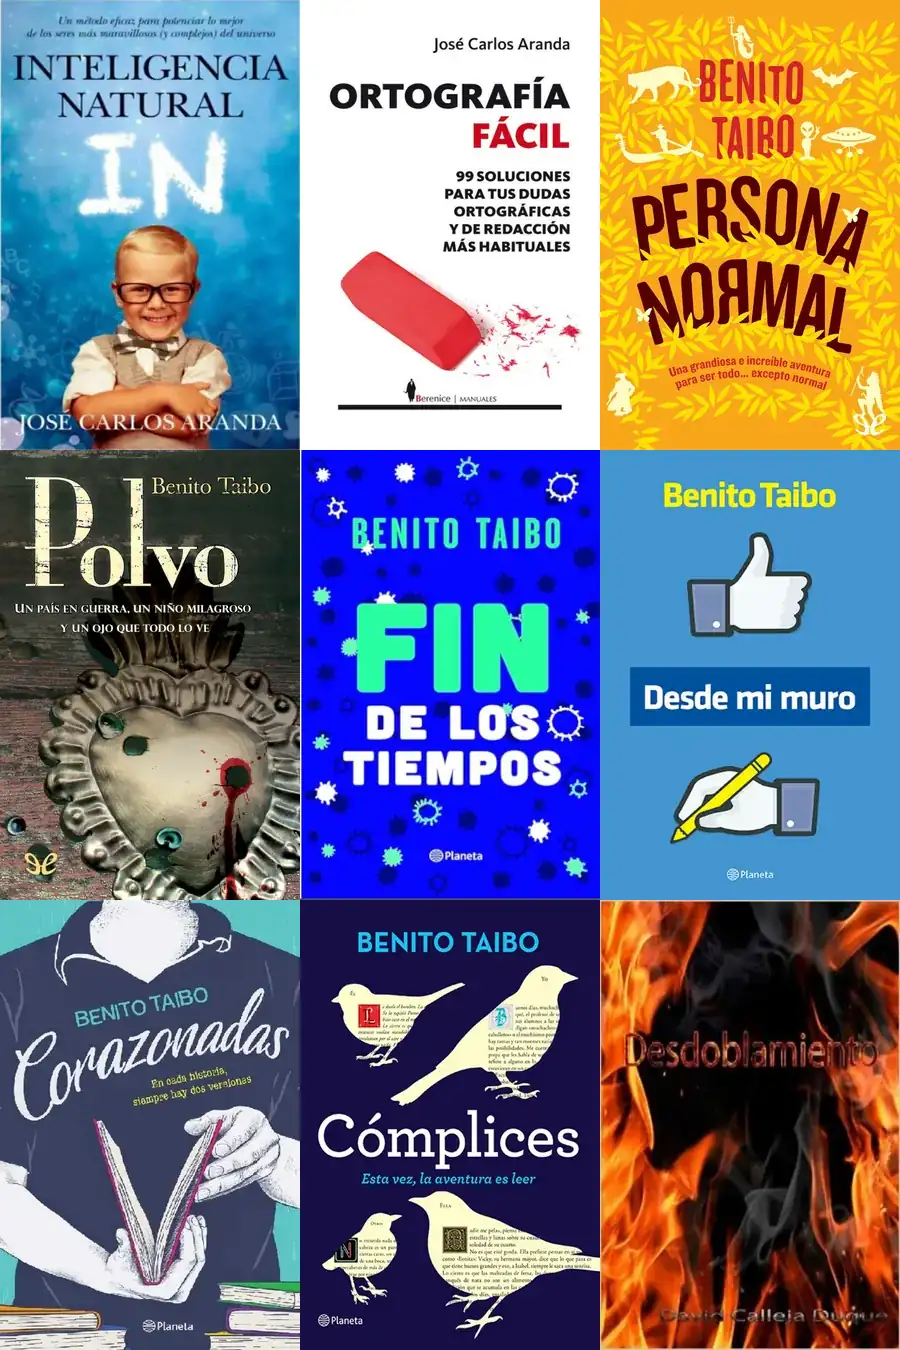 Un método eficaz para potenciar lo mejor
de los seres más maravillosos (y complejos) del universo
INTELIGENCIA
NATURAL
IN
JOSÉ CARLOS ARANDA
José Carlos Aranda
ORTOGRAFÍA
FÁCIL
99 SOLUCIONES
PARA TUS DUDAS
ORTOGRÁFICAS
Y DE REDACCIÓN
MÁS HABITUALES
Berenice | MANUALES
BENITO
TAIBO
PERSONA
NORMAL
Una grandiosa e increíble aventura
para ser todo... excepto normal
Benito Taibo
Polvo
UN PAÍS EN GUERRA, UN NIÑO MILAGROSO
Y UN OJO QUE TODO LO VE
BENITO TAIBO
FIN
DE LOS
TIEMPOS
Planeta
Benito Taibo
Desde mi muro
Planeta
BENITO TAIBO
Corazonadas
En cada historia,
siempre hay dos versiones
Planeta
BENITO TAIBO
Yo
L
B
Cómplices
Esta vez, la aventura es leer
ELLA
N
Planeta
Desdoblamiento
David Calleja Duque